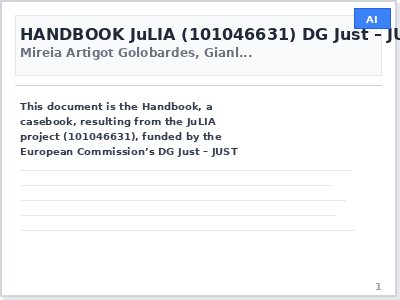 AI
HANDBOOK JuLIA (101046631) DG Just – JU
Mireia Artigot Golobardes, Gianl...
This document is the Handbook, a
casebook, resulting from the JuLIA
project (101046631), funded by the
European Commission’s DG Just – JUST
1